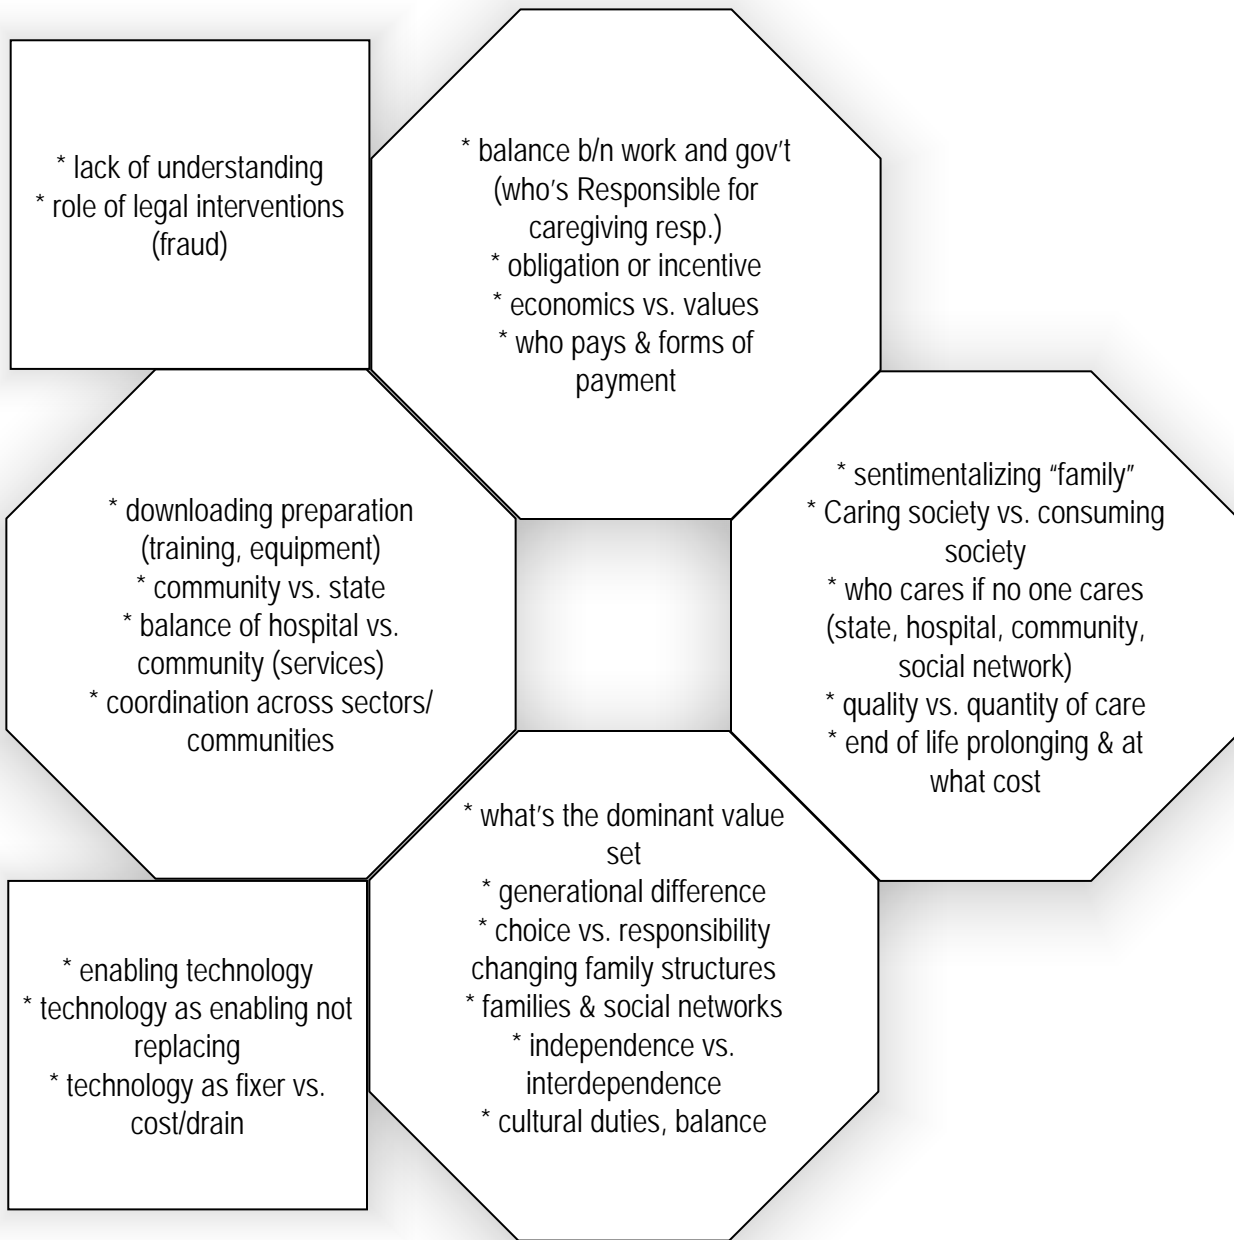 * lack of understanding
* role of legal interventions
(fraud)
* balance b/n work and gov't
(who's Responsible for
caregiving resp.)
* obligation or incentive
* economics vs. values
* who pays & forms of
payment
* downloading preparation
(training, equipment)
* community vs. state
* balance of hospital vs.
community (services)
* coordination across sectors/
communities
* sentimentalizing “family”
* Caring society vs. consuming
society
* who cares if no one cares
(state, hospital, community,
social network)
* quality vs. quantity of care
* end of life prolonging & at
what cost
* what's the dominant value
set
* generational difference
* choice vs. responsibility
changing family structures
* families & social networks
* independence vs.
interdependence
* cultural duties, balance
* enabling technology
* technology as enabling not
replacing
* technology as fixer vs.
cost/drain